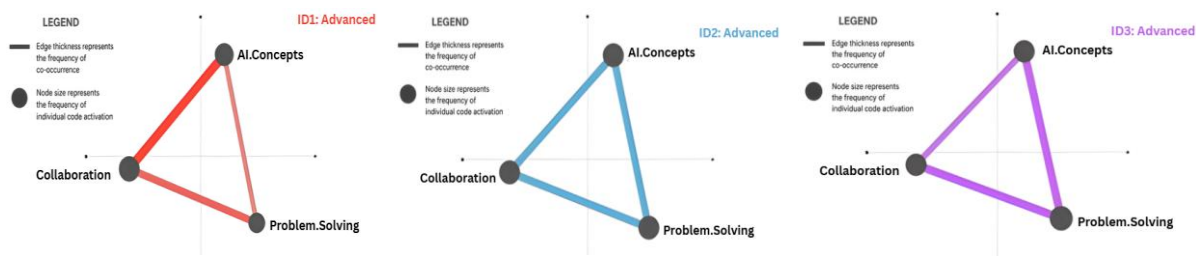 LEGEND
Edge thickness represents
the frequency of
co-occurrence
Node size represents
the frequency of
individual code activation
ID1: Advanced
AI.Concepts
Collaboration
Problem.Solving
LEGEND
Edge thickness represents
the frequency of
co-occurrence
Node size represents
the frequency of
individual code activation
ID2: Advanced
AI.Concepts
Collaboration
Problem.Solving
LEGEND
Edge thickness represents
the frequency of
co-occurrence
Node size represents
the frequency of
individual code activation
ID3: Advanced
AI.Concepts
Collaboration
Problem.Solving